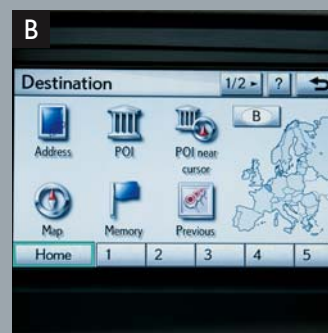 B
Destination 1/2 ?
B
Address POI POI near cursor
Map Memory Previous
Home 1 2 3 4 5